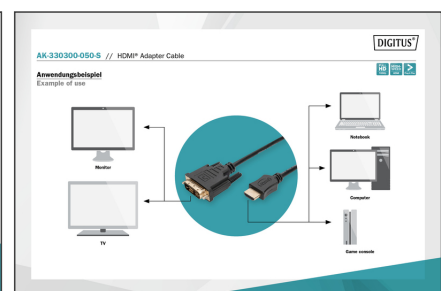 DIGITUS®
AK-330300-050-S // HDMI® Adapter Cable
Anwendungsbeispiel
Example of use
Monitor
Notebook
Computer
TV
Game console